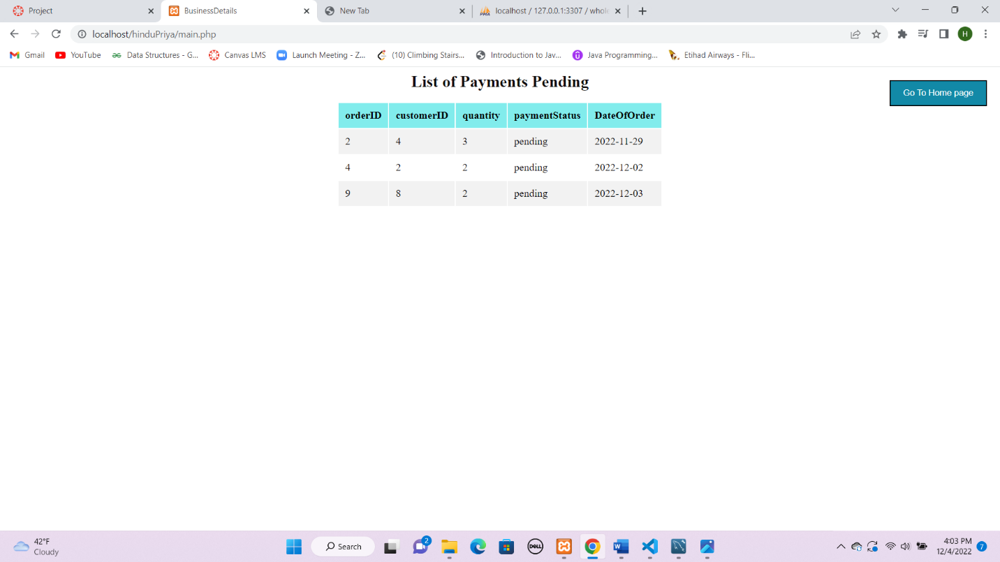 Project
BusinessDetails
New Tab
localhost / 127.0.0.1:3307 / whole
localhost/hinduPriya/main.php
H
Gmail
YouTube
Data Structures - G...
Canvas LMS
Launch Meeting - Z...
(10) Climbing Stairs...
Introduction to Jav...
Java Programming...
Etihad Airways - Fli...
List of Payments Pending
Go To Home page
orderID customerID quantity paymentStatus DateOfOrder
2 4 3 pending 2022-11-29
4 2 2 pending 2022-12-02
9 8 2 pending 2022-12-03
42°F
Cloudy
Search
2
DELL
4:03 PM
12/4/2022
7